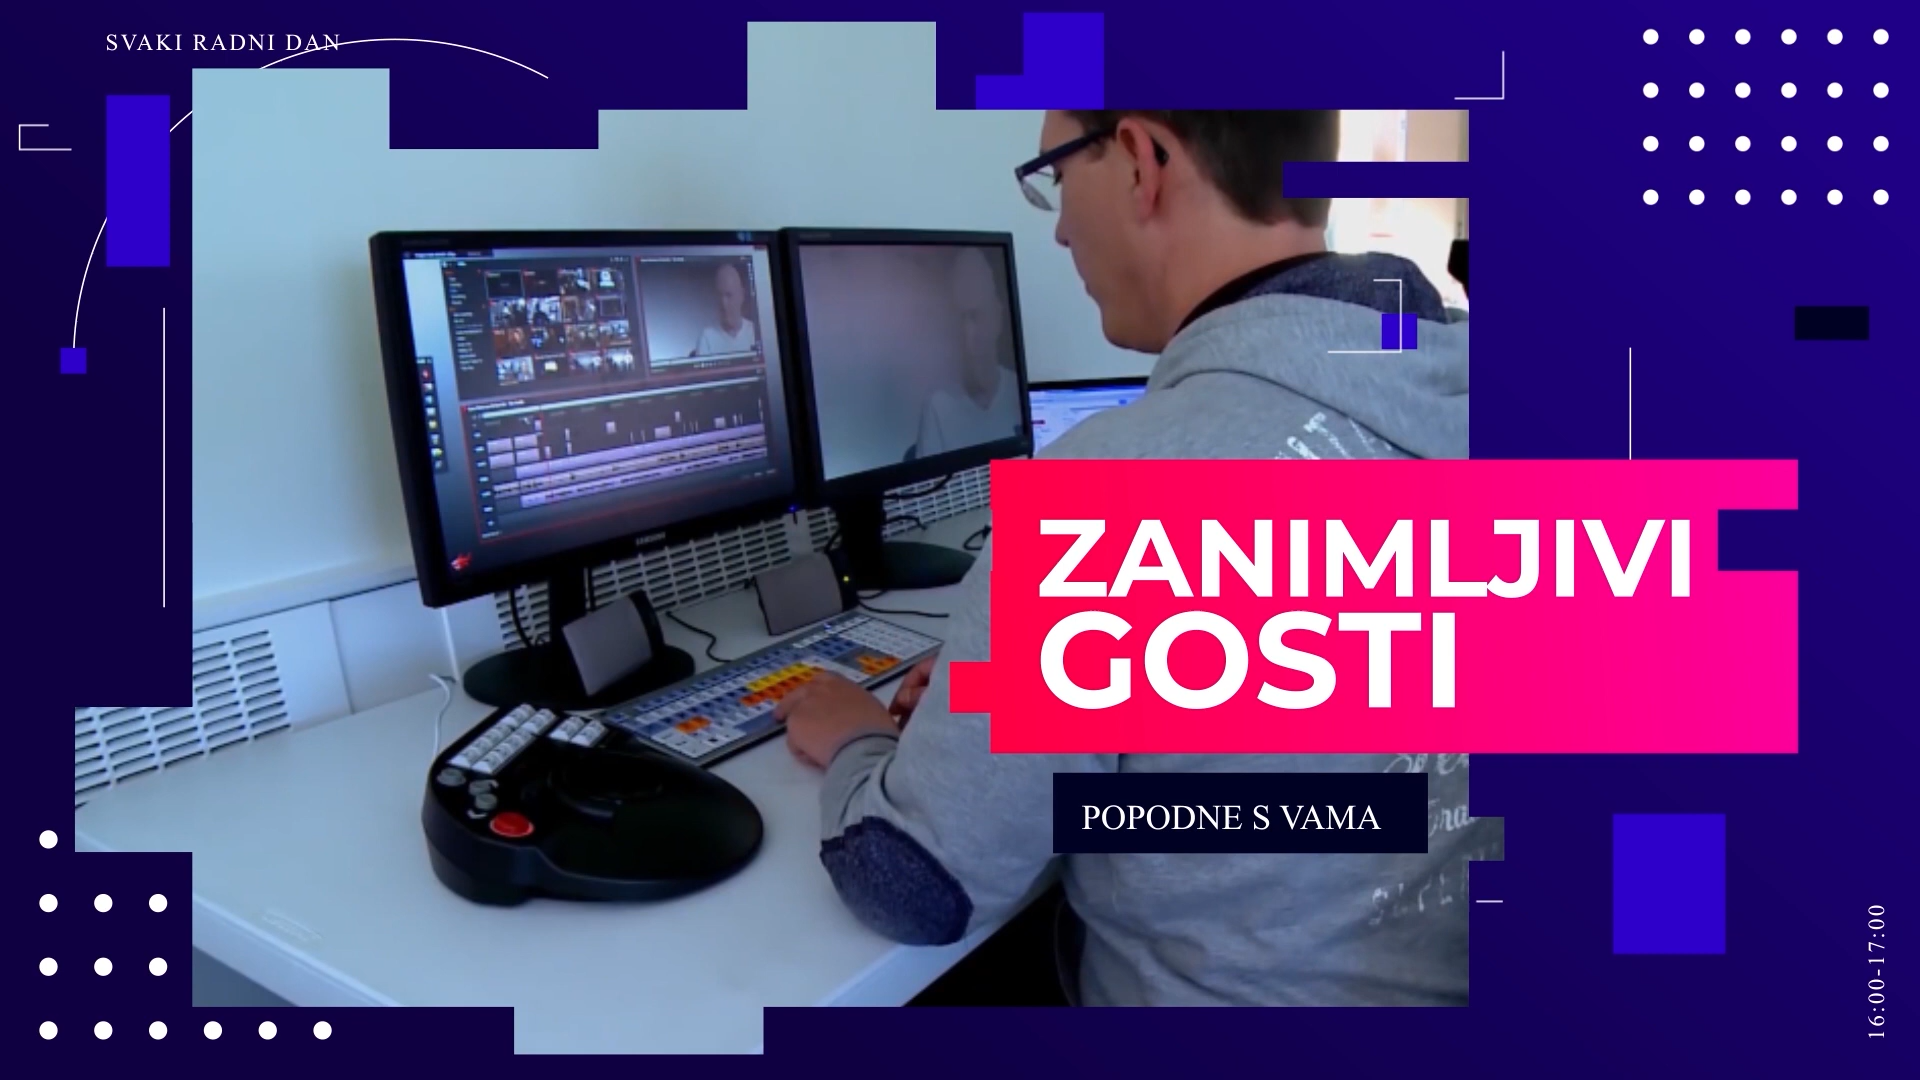 SVAKI RADNI DAN
ZANIMLJIVI
GOSTI
POPODNE S VAMA
16:00-17:00